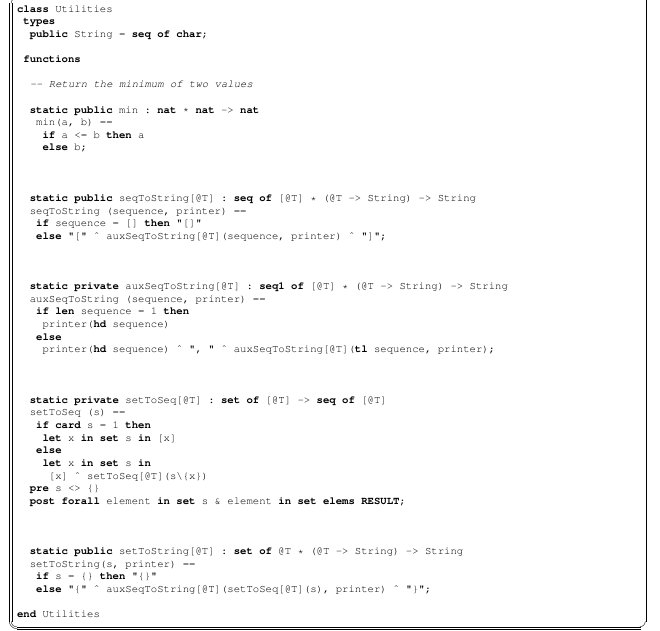 class Utilities
types
public String = seq of char;
functions
-- Return the minimum of two values
static public min : nat * nat -> nat
min(a, b) ==
if a <= b then a
else b;
static public seqToString[@T] : seq of [@T] * (@T -> String) -> String
seqToString (sequence, printer) ==
if sequence = [] then "[]"
else "[" ^ auxSeqToString[@T](sequence, printer) ^ "]";
static private auxSeqToString[@T] : seq1 of [@T] * (@T -> String) -> String
auxSeqToString (sequence, printer) ==
if len sequence = 1 then
printer(hd sequence)
else
printer(hd sequence) ^ ", " ^ auxSeqToString[@T](tl sequence, printer);
static private setToSeq[@T] : set of [@T] -> seq of [@T]
setToSeq (s) ==
if card s = 1 then
let x in set s in [x]
else
let x in set s in
[x] ^ setToSeq[@T](s\{x})
pre s <> {}
post forall element in set s & element in set elems RESULT;
static public setToString[@T] : set of @T * (@T -> String) -> String
setToString(s, printer) ==
if s = {} then "{}"
else "{" ^ auxSeqToString[@T](setToSeq[@T](s), printer) ^ "}";
end Utilities